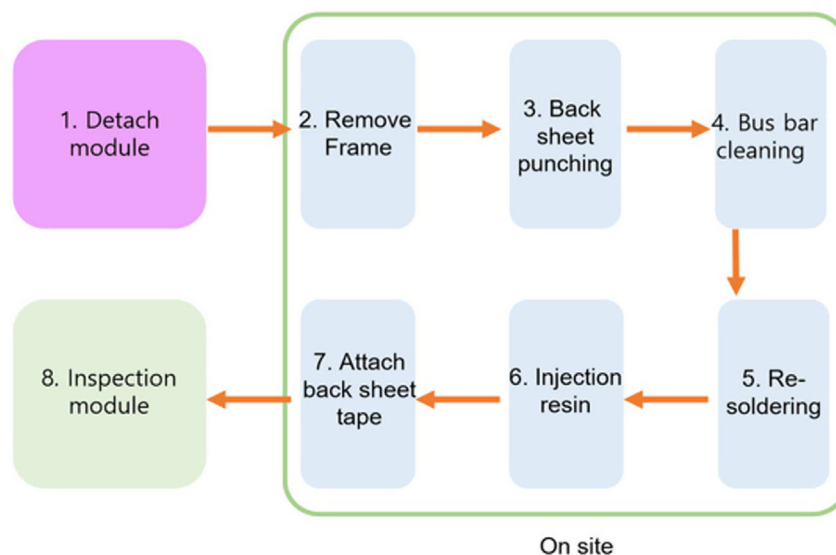 1. Detach
module
2. Remove
Frame
3. Back
sheet
punching
4. Bus bar
cleaning
5. Re-
soldering
6. Injection
resin
7. Attach
back sheet
tape
8. Inspection
module
On site